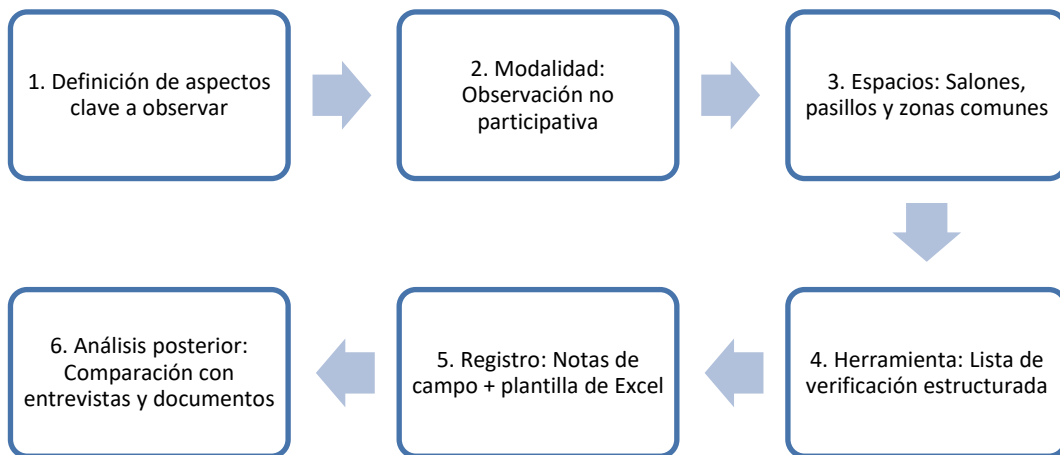 1. Definición de aspectos
clave a observar
2. Modalidad:
Observación no
participativa
3. Espacios: Salones,
pasillos y zonas comunes
4. Herramienta: Lista de
verificación estructurada
5. Registro: Notas de
campo + plantilla de Excel
6. Análisis posterior:
Comparación con
entrevistas y documentos